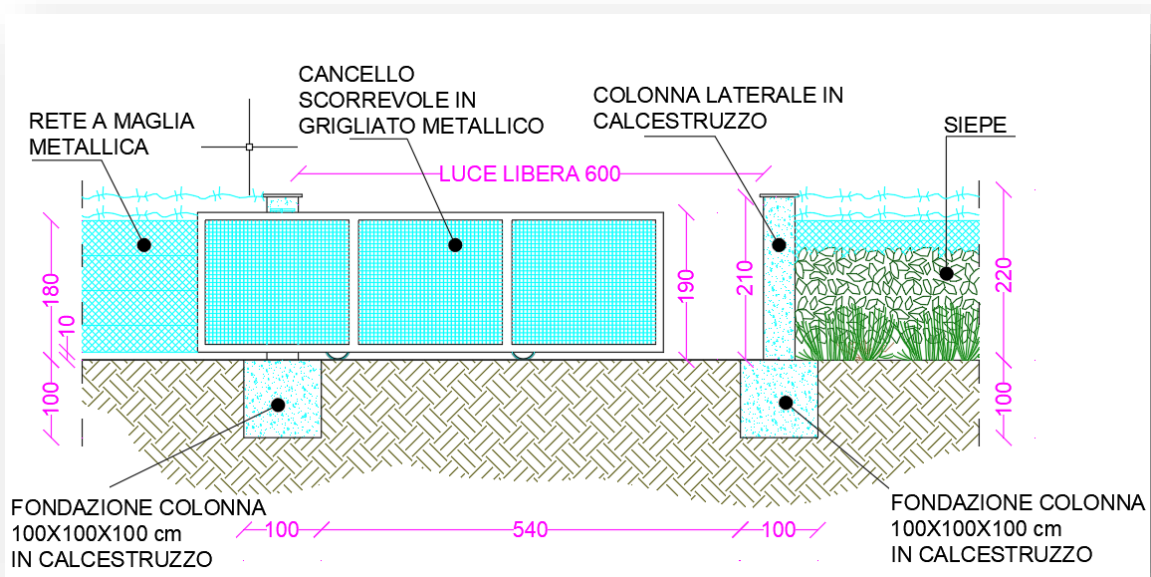 CANCELLO
SCORREVOLE IN
GRIGLIATO METALLICO
COLONNA LATERALE IN
CALCESTRUZZO
RETE A MAGLIA
METALLICA
SIEPE
LUCE LIBERA 600
180
10
100
190
210
220
100
FONDAZIONE COLONNA
100X100X100 cm
IN CALCESTRUZZO
100
540
100
FONDAZIONE COLONNA
100X100X100 cm
IN CALCESTRUZZO